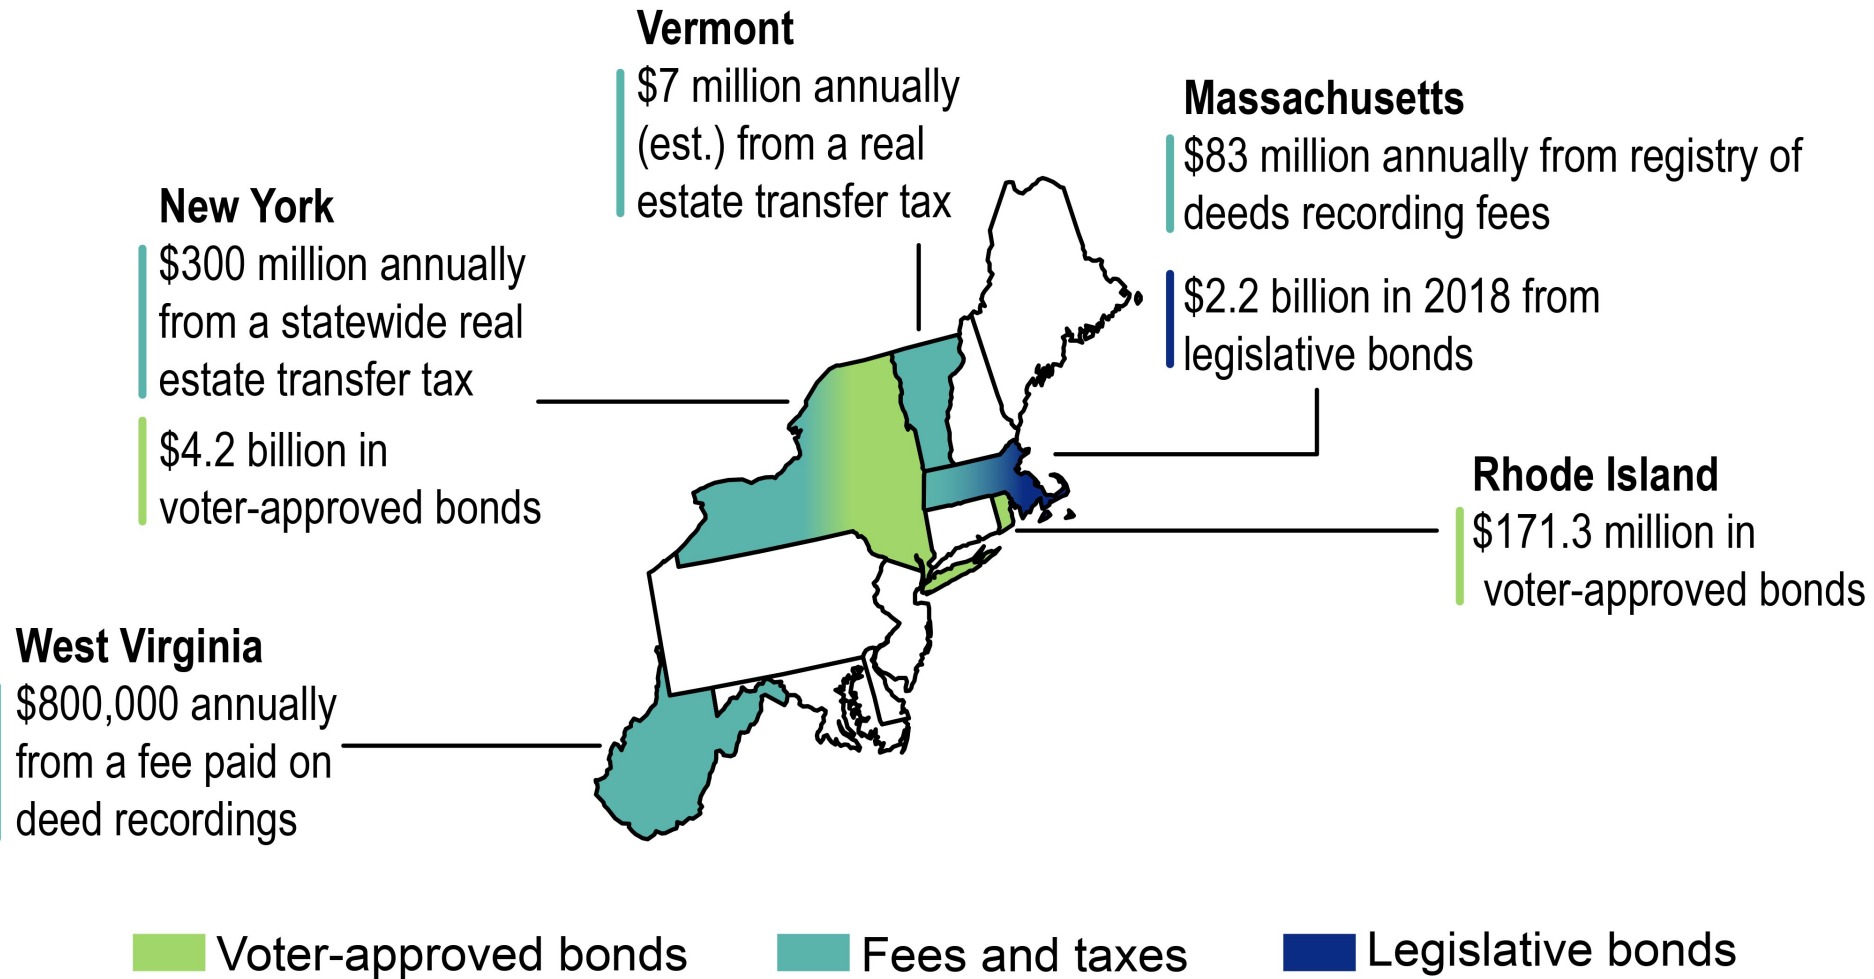 Vermont
$7 million annually
(est.) from a real
estate transfer tax
Massachusetts
$83 million annually from registry of
deeds recording fees
$2.2 billion in 2018 from
legislative bonds
New York
$300 million annually
from a statewide real
estate transfer tax
$4.2 billion in
voter-approved bonds
Rhode Island
$171.3 million in
voter-approved bonds
West Virginia
$800,000 annually
from a fee paid on
deed recordings
Voter-approved bonds
Fees and taxes
Legislative bonds